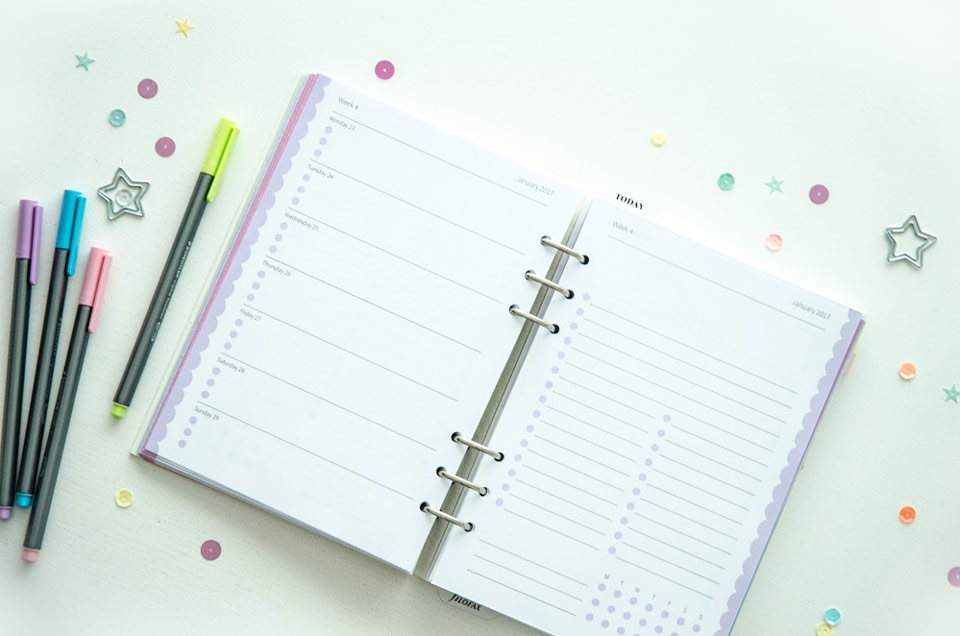 Week 4
January 2017
Monday 23
Tuesday 24
Wednesday 25
Thursday 26
Friday 27
Saturday 28
Sunday 29
TODAY
Week 4
January 2017
M T W T F S S
FILOFAX